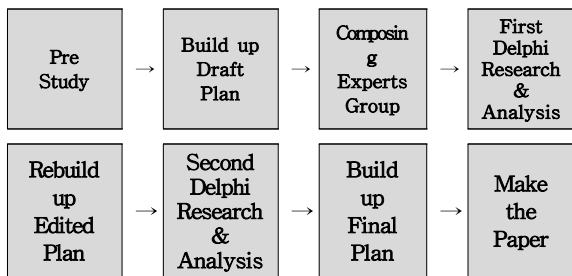 Pre
Study
→
Build up
Draft
Plan
→
Composin
g
Experts
Group
→
First
Delphi
Research
&
Analysis
Rebuild
up
Edited
Plan
→
Second
Delphi
Research
&
Analysis
→
Build
up
Final
Plan
→
Make
the
Paper